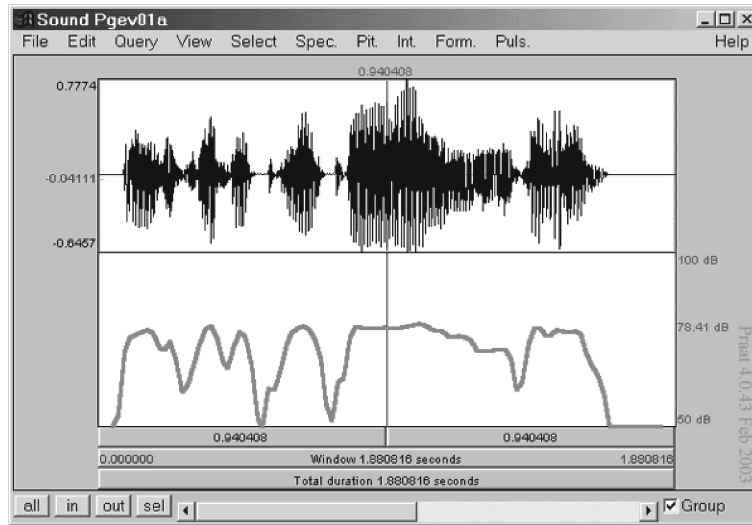 Sound Pgev01a
File Edit Query View Select Spec. Pit. Int. Form. Puls. Help
0.940408
0.7774
-0.04111
-0.6457
100 dB
78.41 dB
50 dB
Praat 4.0.43 Feb 2003
0.940408 0.940408
0.000000 Window 1.880816 seconds 1.880816
Total duration 1.880816 seconds
all in out sel Group